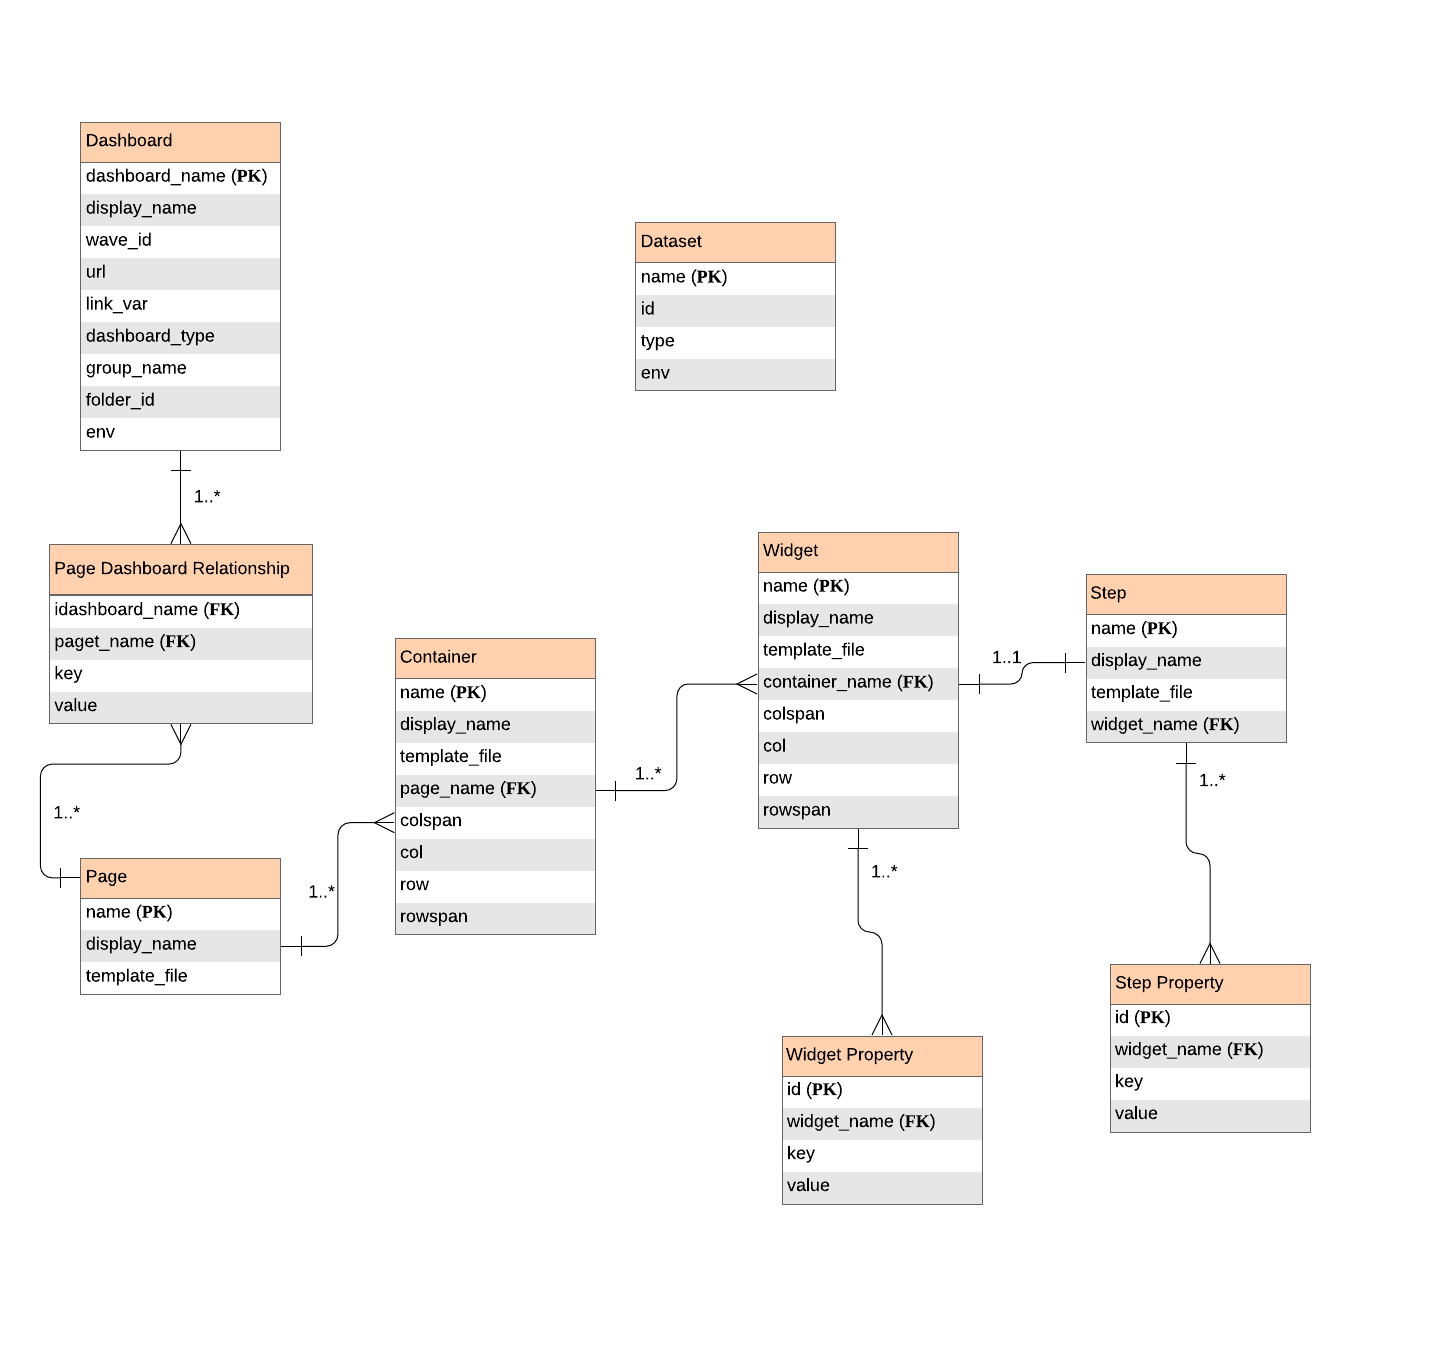 Dashboard
dashboard_name (PK)
display_name
wave_id
url
link_var
dashboard_type
group_name
folder_id
env
1..*
Dataset
name (PK)
id
type
env
Page Dashboard Relationship
idashboard_name (FK)
paget_name (FK)
key
value
1..*
Page
name (PK)
display_name
template_file
1..*
Container
name (PK)
display_name
template_file
page_name (FK)
colspan
col
row
rowspan
1..*
Widget
name (PK)
display_name
template_file
container_name (FK)
colspan
col
row
rowspan
1..1
Step
name (PK)
display_name
template_file
widget_name (FK)
1..*
1..*
Widget Property
id (PK)
widget_name (FK)
key
value
Step Property
id (PK)
widget_name (FK)
key
value